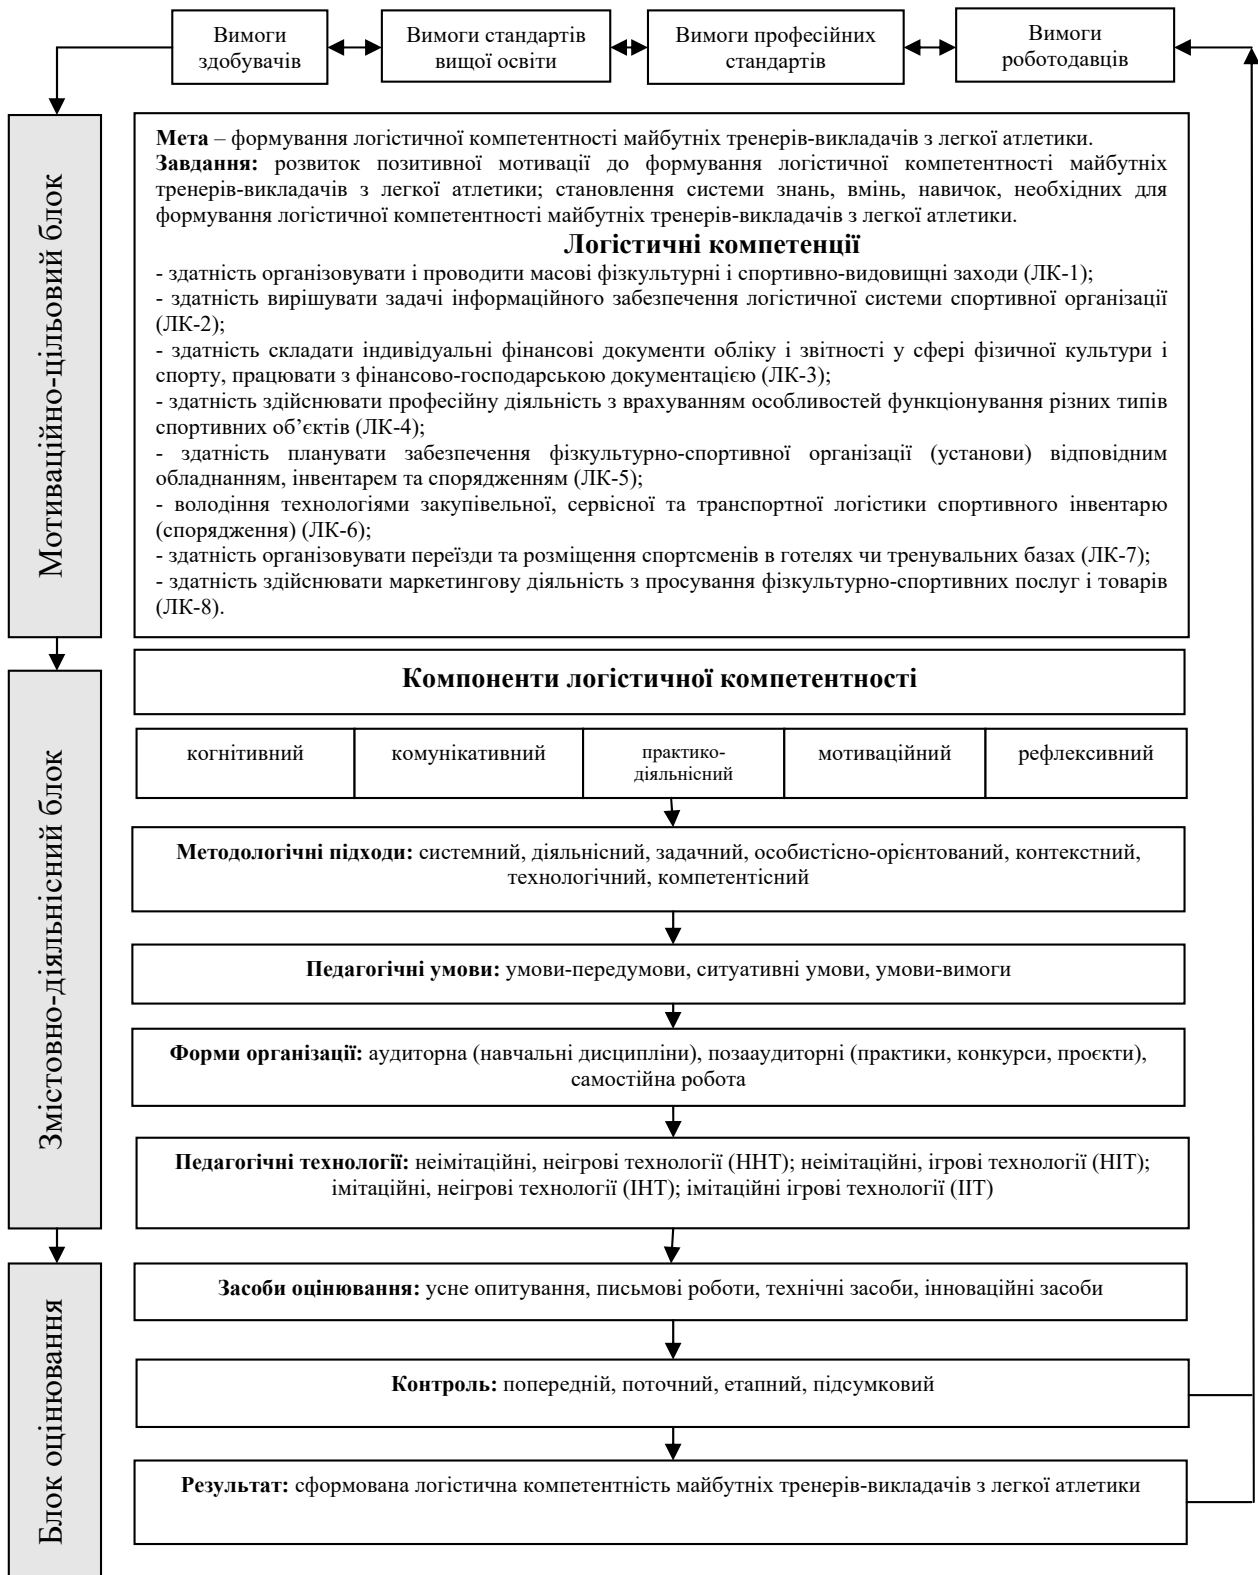 Вимоги
здобувачів
Вимоги стандартів
вищої освіти
Вимоги професійних
стандартів
Вимоги
роботодавців
Мотиваційно-цільовий блок
Мета – формування логістичної компетентності майбутніх тренерів-викладачів з легкої атлетики.
Завдання: розвиток позитивної мотивації до формування логістичної компетентності майбутніх
тренерів-викладачів з легкої атлетики; становлення системи знань, вмінь, навичок, необхідних для
формування логістичної компетентності майбутніх тренерів-викладачів з легкої атлетики.
Логістичні компетенції
- здатність організовувати і проводити масові фізкультурні і спортивно-видовищні заходи (ЛК-1);
- здатність вирішувати задачі інформаційного забезпечення логістичної системи спортивної організації
(ЛК-2);
- здатність складати індивідуальні фінансові документи обліку і звітності у сфері фізичної культури і
спорту, працювати з фінансово-господарською документацією (ЛК-3);
- здатність здійснювати професійну діяльність з врахуванням особливостей функціонування різних типів
спортивних об’єктів (ЛК-4);
- здатність планувати забезпечення фізкультурно-спортивної організації (установи) відповідним
обладнанням, інвентарем та спорядженням (ЛК-5);
- володіння технологіями закупівельної, сервісної та транспортної логістики спортивного інвентарю
(спорядження) (ЛК-6);
- здатність організовувати переїзди та розміщення спортсменів в готелях чи тренувальних базах (ЛК-7);
- здатність здійснювати маркетингову діяльність з просування фізкультурно-спортивних послуг і товарів
(ЛК-8).
Змістовно-діяльнісний блок
Компоненти логістичної компетентності
когнітивний
комунікативний
практико-
діяльнісний
мотиваційний
рефлексивний
Методологічні підходи: системний, діяльнісний, задачний, особистісно-орієнтований, контекстний,
технологічний, компетентісний
Педагогічні умови: умови-передумови, ситуативні умови, умови-вимоги
Форми організації: аудиторна (навчальні дисципліни), позааудиторні (практики, конкурси, проєкти),
самостійна робота
Педагогічні технології: неімітаційні, неігрові технології (ННТ); неімітаційні, ігрові технології (НІТ);
імітаційні, неігрові технології (ІНТ); імітаційні ігрові технології (ІІТ)
Блок оцінювання
Засоби оцінювання: усне опитування, письмові роботи, технічні засоби, інноваційні засоби
Контроль: попередній, поточний, етапний, підсумковий
Результат: сформована логістична компетентність майбутніх тренерів-викладачів з легкої атлетики